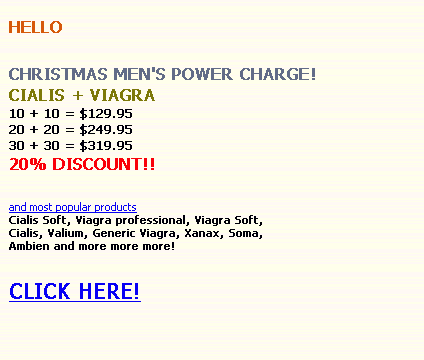 HELLO
CHRISTMAS MEN'S POWER CHARGE!
CIALIS + VIAGRA
10 + 10 = $129.95
20 + 20 = $249.95
30 + 30 = $319.95
20% DISCOUNT!!
and most popular products
Cialis Soft, Viagra professional, Viagra Soft,
Cialis, Valium, Generic Viagra, Xanax, Soma,
Ambien and more more more!
CLICK HERE!